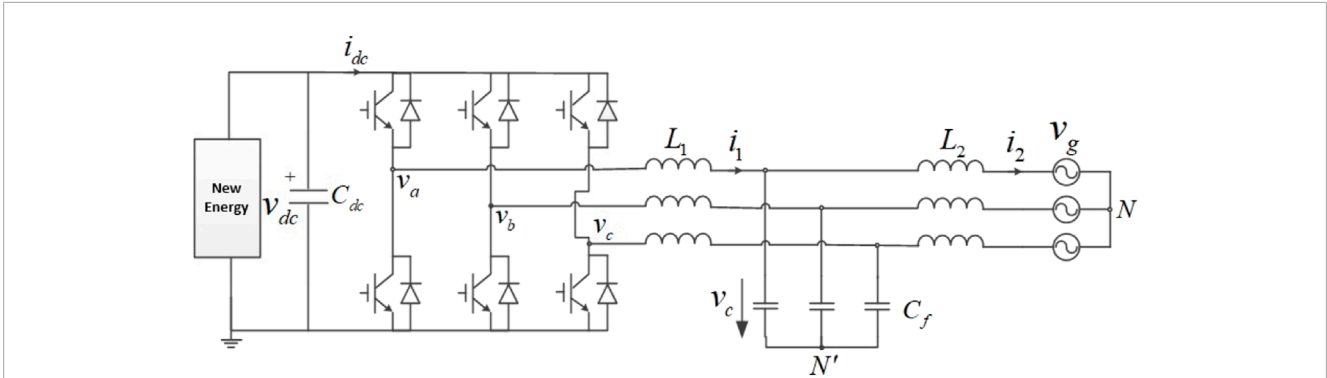 i_dc
New
Energy
v_dc
+
C_dc
v_a
v_b
v_c
L_1
i_1
L_2
i_2
v_g
N
v_c
C_f
N'